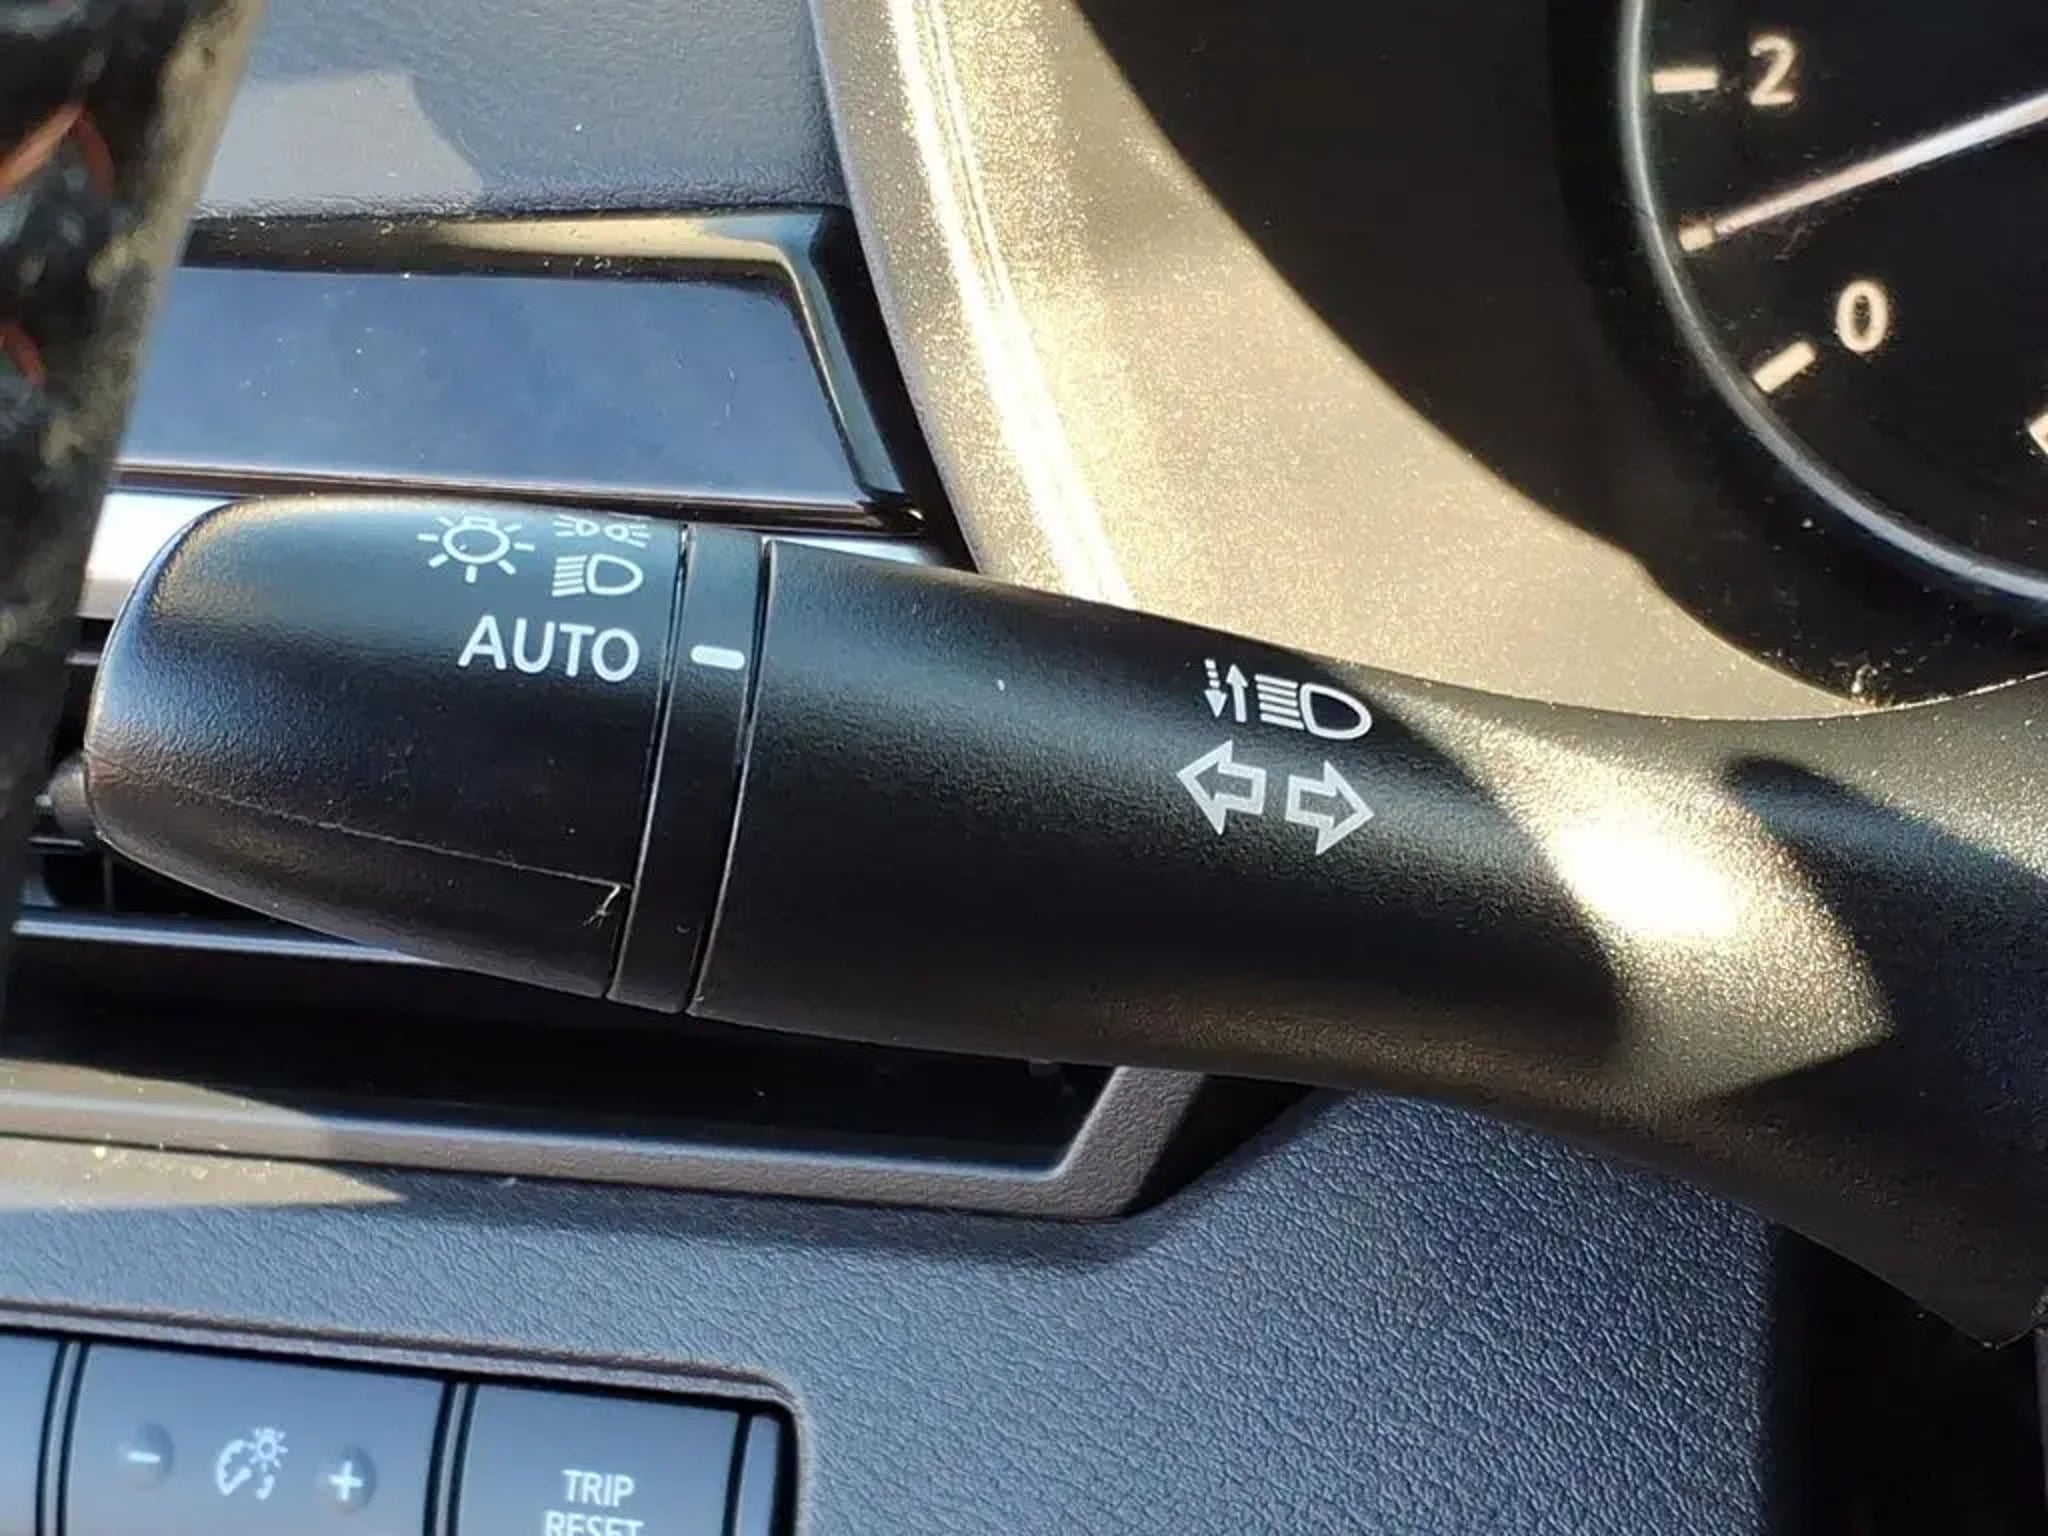 2
0
AUTO
- +
TRIP
RESET